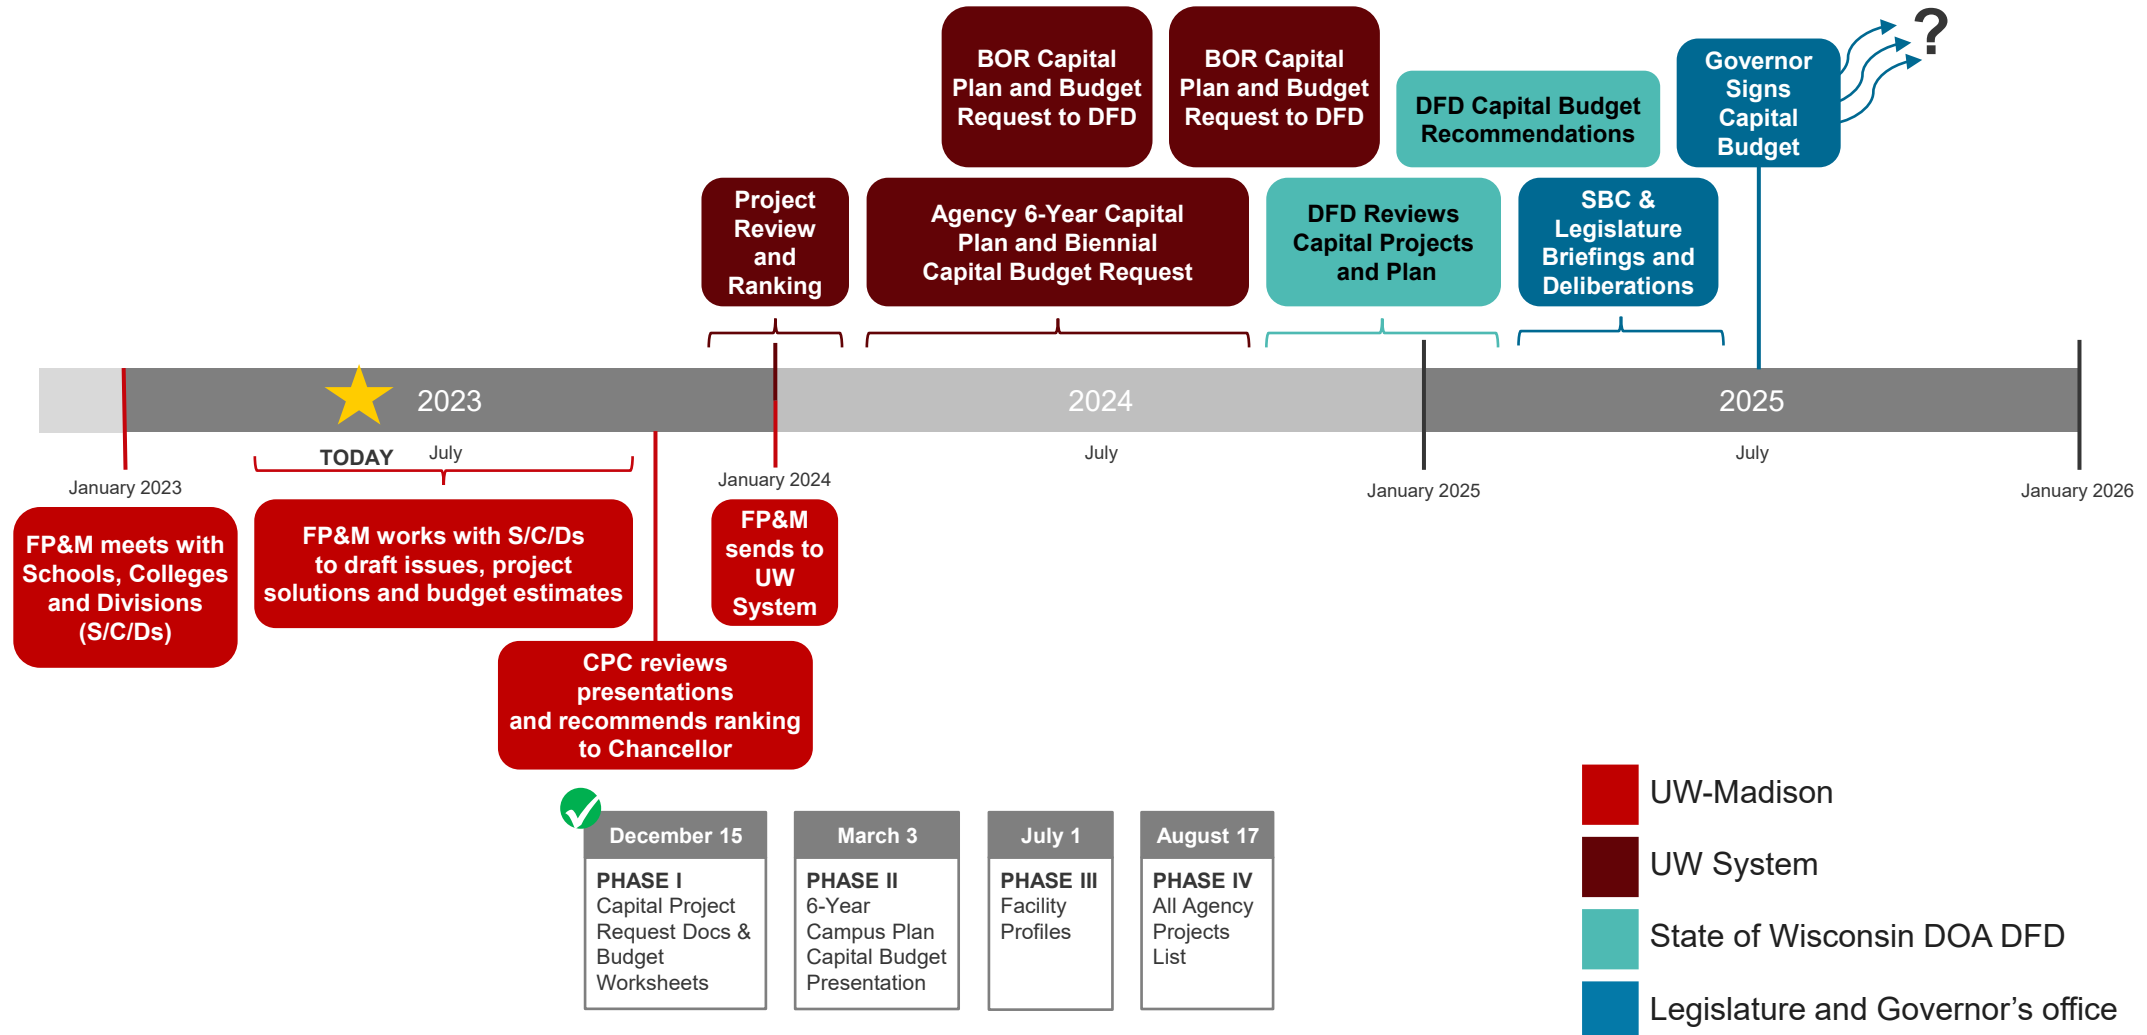 BOR Capital
Plan and Budget
Request to DFD
BOR Capital
Plan and Budget
Request to DFD
DFD Capital Budget
Recommendations
Governor
Signs
Capital
Budget
?
Project
Review
and
Ranking
Agency 6-Year Capital
Plan and Biennial
Capital Budget Request
DFD Reviews
Capital Projects
and Plan
SBC &
Legislature
Briefings and
Deliberations
2023
2024
2025
TODAY
July
July
July
January 2023
January 2024
January 2025
January 2026
FP&M meets with
Schools, Colleges
and Divisions
(S/C/Ds)
FP&M works with S/C/Ds
to draft issues, project
solutions and budget estimates
FP&M
sends to
UW
System
CPC reviews
presentations
and recommends ranking
to Chancellor
December 15
PHASE I
Capital Project
Request Docs &
Budget
Worksheets
March 3
PHASE II
6-Year
Campus Plan
Capital Budget
Presentation
July 1
PHASE III
Facility
Profiles
August 17
PHASE IV
All Agency
Projects
List
UW-Madison
UW System
State of Wisconsin DOA DFD
Legislature and Governor's office